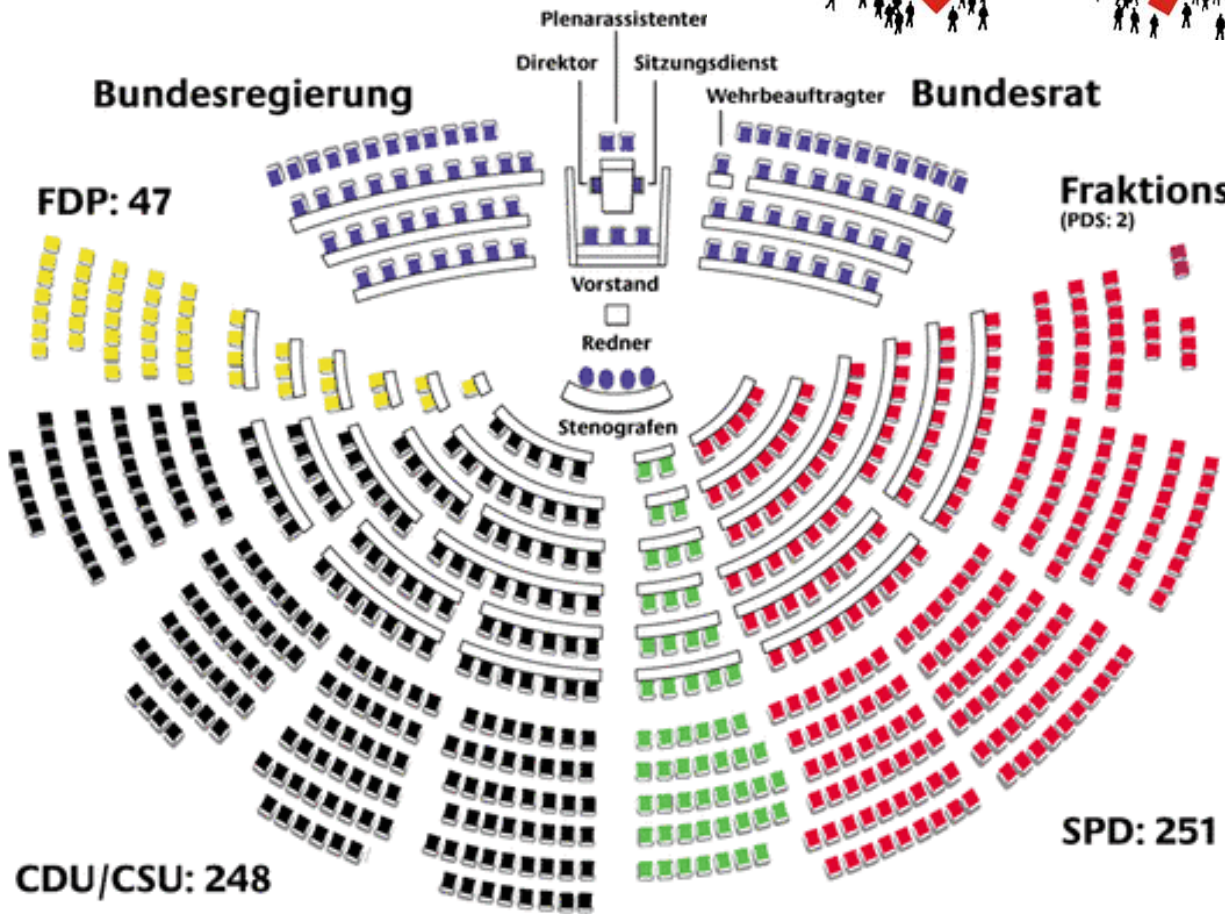 Plenarassistenter
Direktor
Sitzungsdienst
Bundesregierung
Wehrbeauftragter
Bundesrat
FDP: 47
Fraktions
(PDS: 2)
Vorstand
Redner
Stenografen
SPD: 251
CDU/CSU: 248